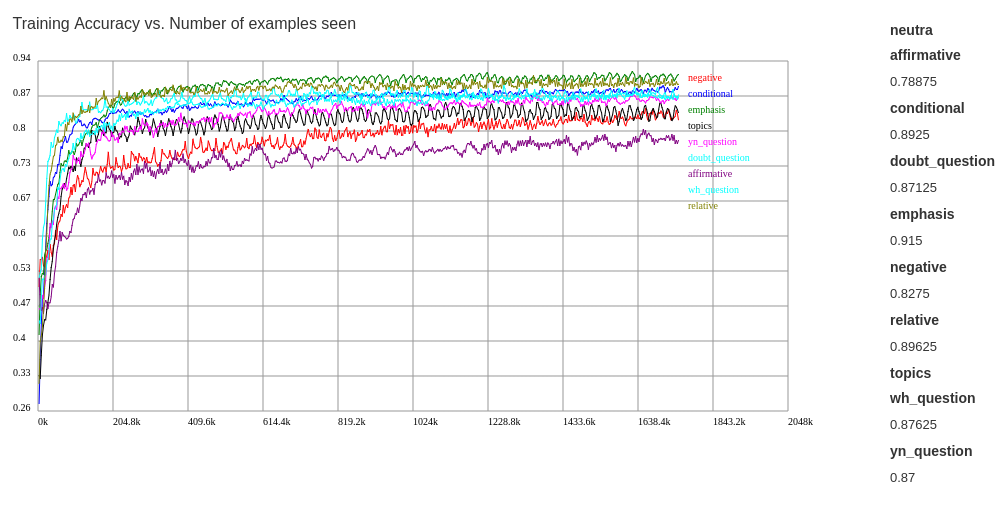 Training Accuracy vs. Number of examples seen
0.94
0.87
0.8
0.73
0.67
0.6
0.53
0.47
0.4
0.33
0.26
0k
204.8k
409.6k
614.4k
819.2k
1024k
1228.8k
1433.6k
1638.4k
1843.2k
2048k
negative
conditional
emphasis
topics
yn_question
doubt_question
affirmative
wh_question
relative
neutra
affirmative
0.78875
conditional
0.8925
doubt_question
0.87125
emphasis
0.915
negative
0.8275
relative
0.89625
topics
wh_question
0.87625
yn_question
0.87